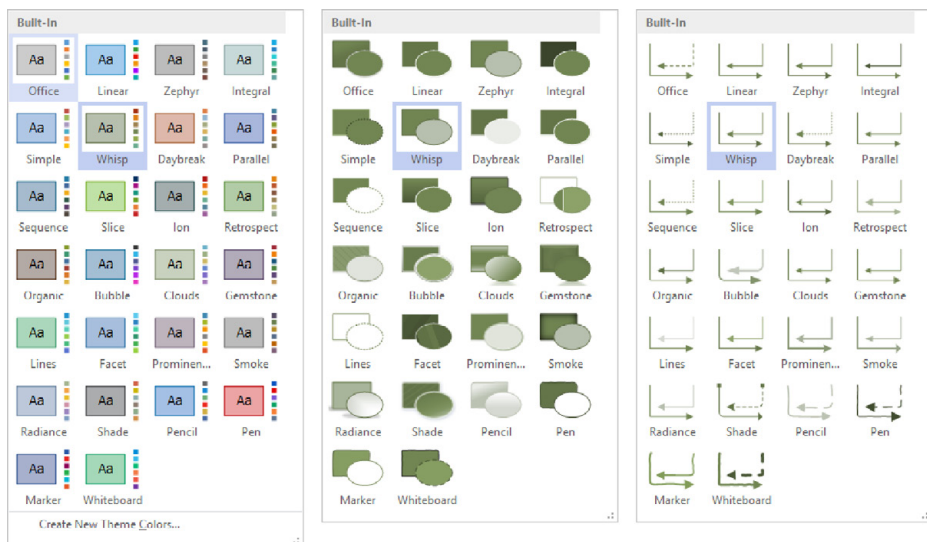 Built-In
Aa Aa Aa Aa
Office Linear Zephyr Integral
Aa Aa Aa Aa
Simple Whisp Daybreak Parallel
Aa Aa Aa Aa
Sequence Slice Ion Retrospect
Aa Aa Aa Aa
Organic Bubble Clouds Gemstone
Aa Aa Aa Aa
Lines Facet Prominen... Smoke
Aa Aa Aa Aa
Radiance Shade Pencil Pen
Aa Aa
Marker Whiteboard
Create New Theme Colors...
Built-In
Office Linear Zephyr Integral
Simple Whisp Daybreak Parallel
Sequence Slice Ion Retrospect
Organic Bubble Clouds Gemstone
Lines Facet Prominen... Smoke
Radiance Shade Pencil Pen
Marker Whiteboard
Built-In
Office Linear Zephyr Integral
Simple Whisp Daybreak Parallel
Sequence Slice Ion Retrospect
Organic Bubble Clouds Gemstone
Lines Facet Prominen... Smoke
Radiance Shade Pencil Pen
Marker Whiteboard